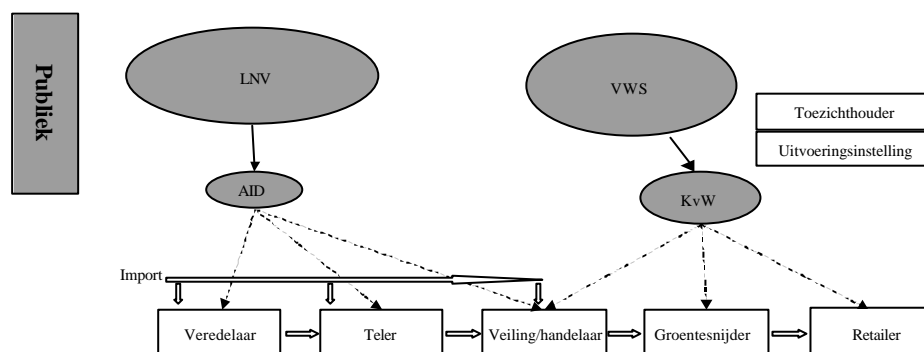 Publiek
LNV
VWS
Toezichthouder
Uitvoeringsinstelling
AID
KvW
Import
Veredelaar
Teler
Veiling/handelaar
Groentesnijder
Retailer